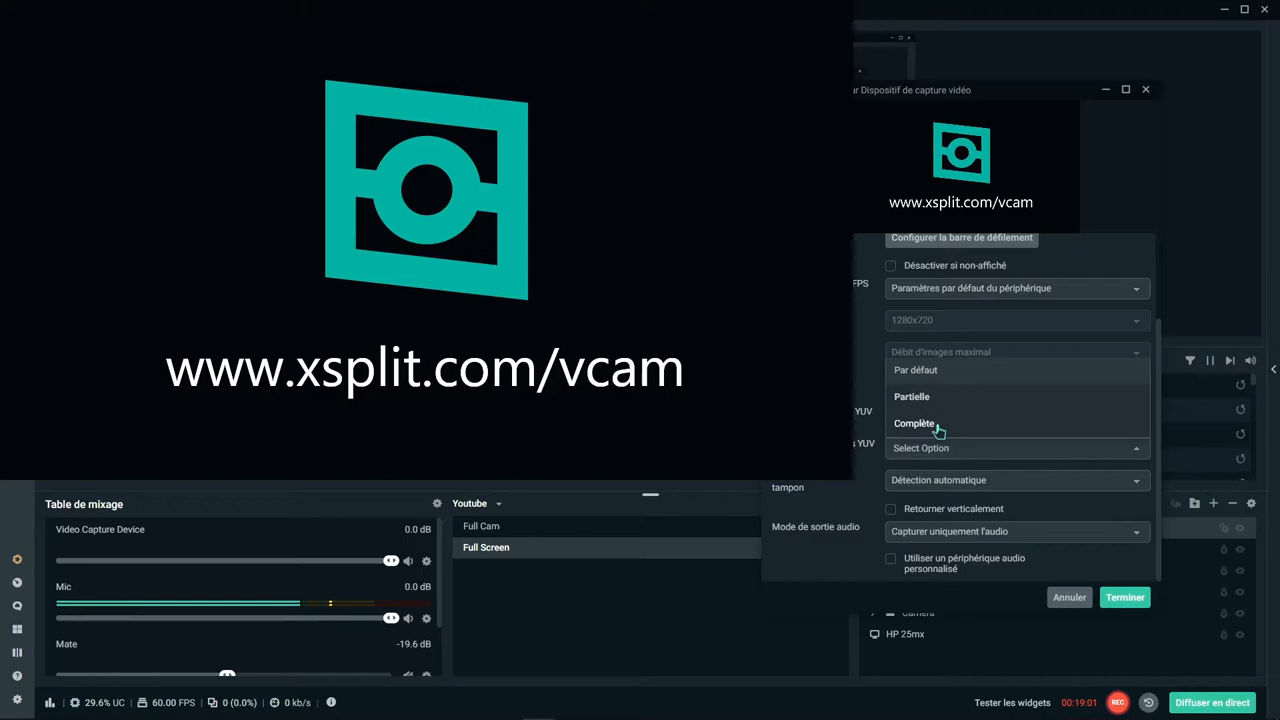 www.xsplit.com/vcam
ur Dispositif de capture vidéo
www.xsplit.com/vcam
Configurer la barre de défilement
Désactiver si non-affiché
FPS
Paramètres par défaut du périphérique
1280x720
Débit d'images maximal
Par défaut
Partielle
Complète
YUV
s YUV
Select Option
tampon
Détection automatique
Retourner verticalement
Mode de sortie audio
Capturer uniquement l'audio
Utiliser un périphérique audio
personnalisé
Annuler
Terminer
Table de mixage
Video Capture Device
0.0 dB
Mic
0.0 dB
Mate
-19.6 dB
Youtube
Full Cam
Full Screen
HP 25mx
29.6% UC
60.00 FPS
0 (0.0%)
0 kb/s
Tester les widgets
00:19:01
REC
Diffuser en direct